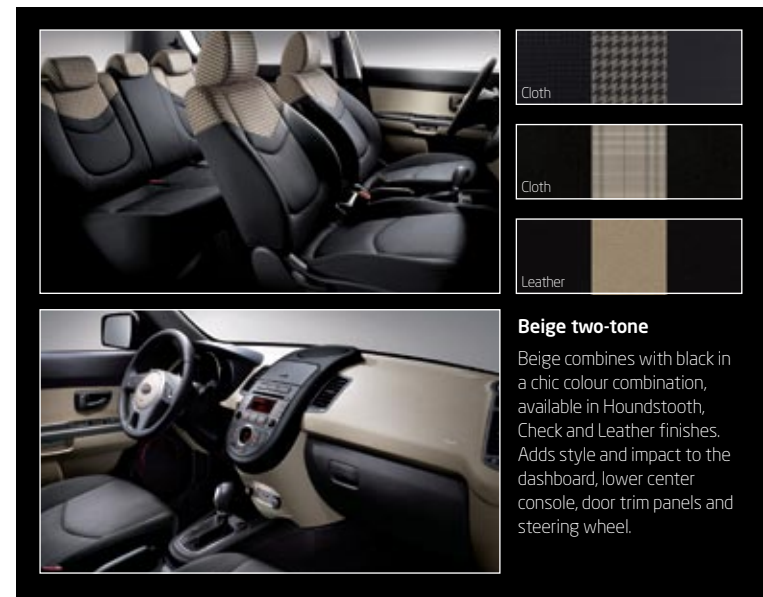 Cloth
Cloth
Leather
Beige two-tone
Beige combines with black in
a chic colour combination,
available in Houndstooth,
Check and Leather finishes.
Adds style and impact to the
dashboard, lower center
console, door trim panels and
steering wheel.